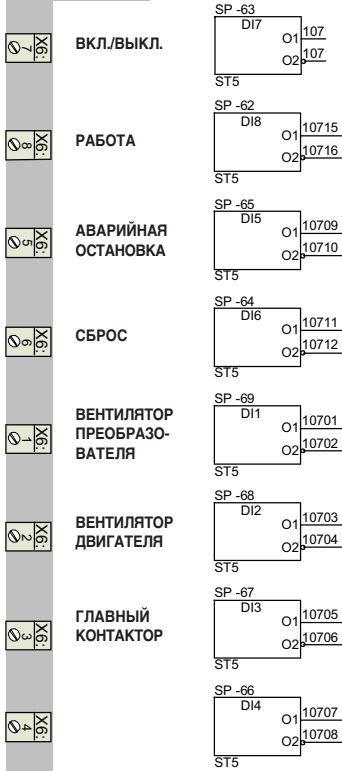 SP -63
X6: 7
ВКЛ./ВЫКЛ.
DI7
O1 107
O2 107
ST5
SP -62
X6: 8
РАБОТА
DI8
O1 10715
O2 10716
ST5
SP -65
X6: 5
АВАРИЙНАЯ
ОСТАНОВКА
DI5
O1 10709
O2 10710
ST5
SP -64
X6: 6
СБРОС
DI6
O1 10711
O2 10712
ST5
SP -69
X6: 1
ВЕНТИЛЯТОР
ПРЕОБРАЗО-
ВАТЕЛЯ
DI1
O1 10701
O2 10702
ST5
SP -68
X6: 2
ВЕНТИЛЯТОР
ДВИГАТЕЛЯ
DI2
O1 10703
O2 10704
ST5
SP -67
X6: 3
ГЛАВНЫЙ
КОНТАКТОР
DI3
O1 10705
O2 10706
ST5
SP -66
X6: 4
DI4
O1 10707
O2 10708
ST5